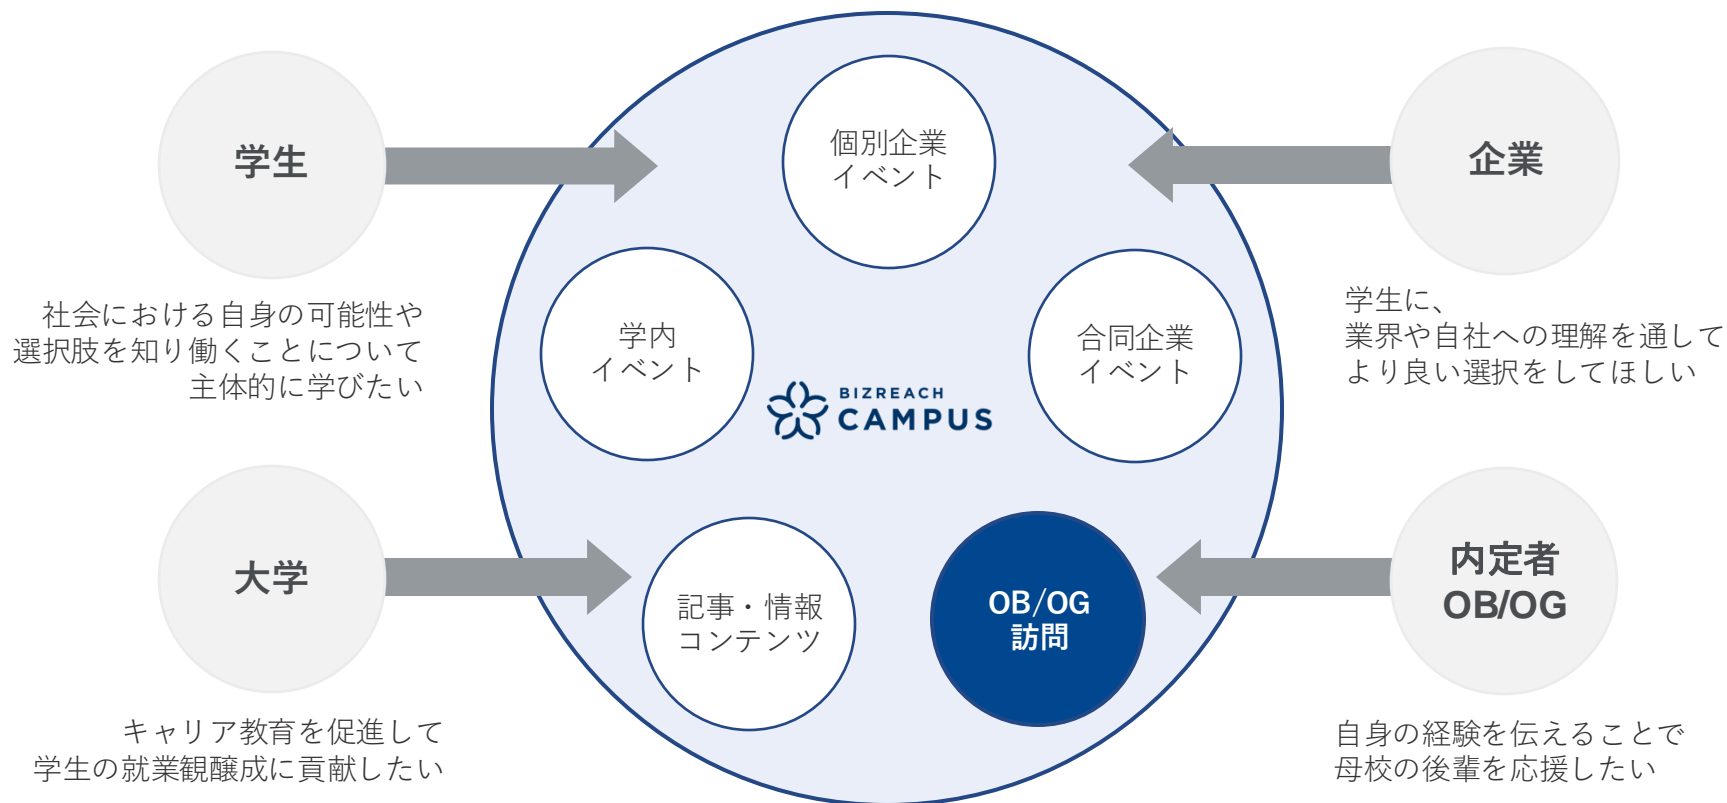 学生
社会における自身の可能性や
選択肢を知り働くことについて
主体的に学びたい
大学
キャリア教育を促進して
学生の就業観醸成に貢献したい
個別企業
イベント
学内
イベント
合同企業
イベント
BIZREACH
CAMPUS
記事・情報
コンテンツ
OB/OG
訪問
企業
学生に、
業界や自社への理解を通して
より良い選択をしてほしい
内定者
OB/OG
自身の経験を伝えることで
母校の後輩を応援したい